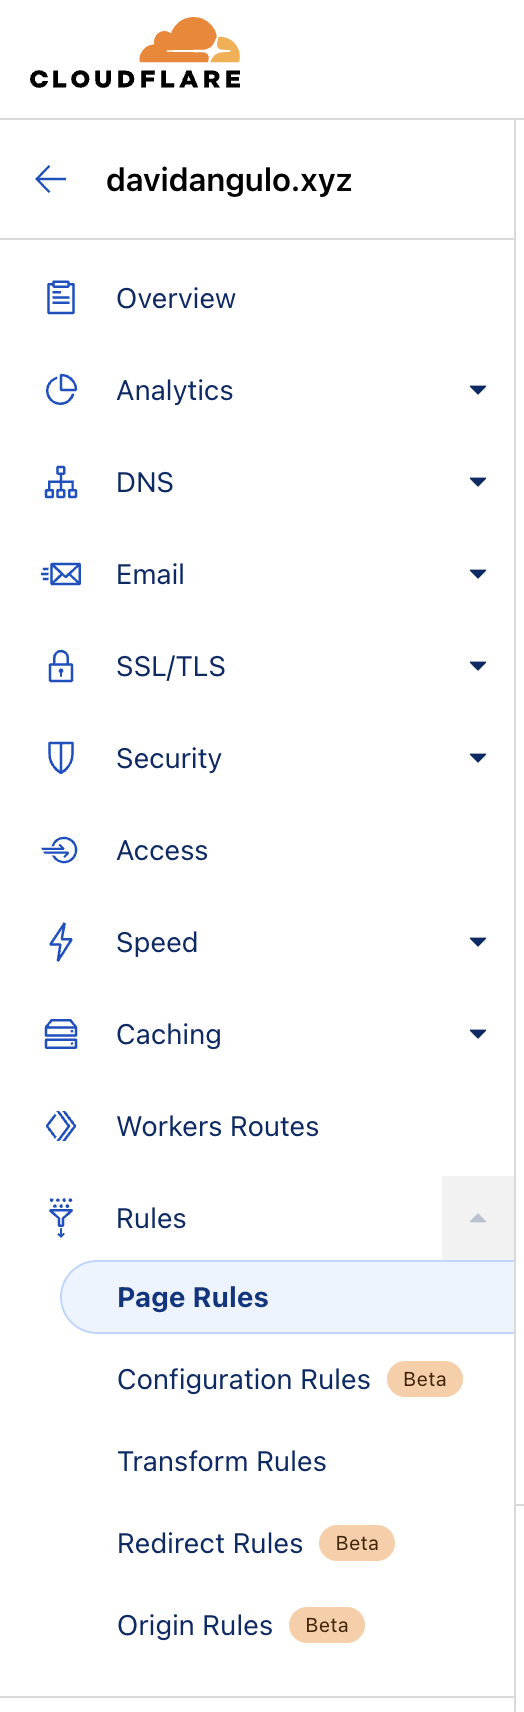 CLOUDFLARE
davidangulo.xyz
Overview
Analytics
DNS
Email
SSL/TLS
Security
Access
Speed
Caching
Workers Routes
Rules
Page Rules
Configuration Rules Beta
Transform Rules
Redirect Rules Beta
Origin Rules Beta